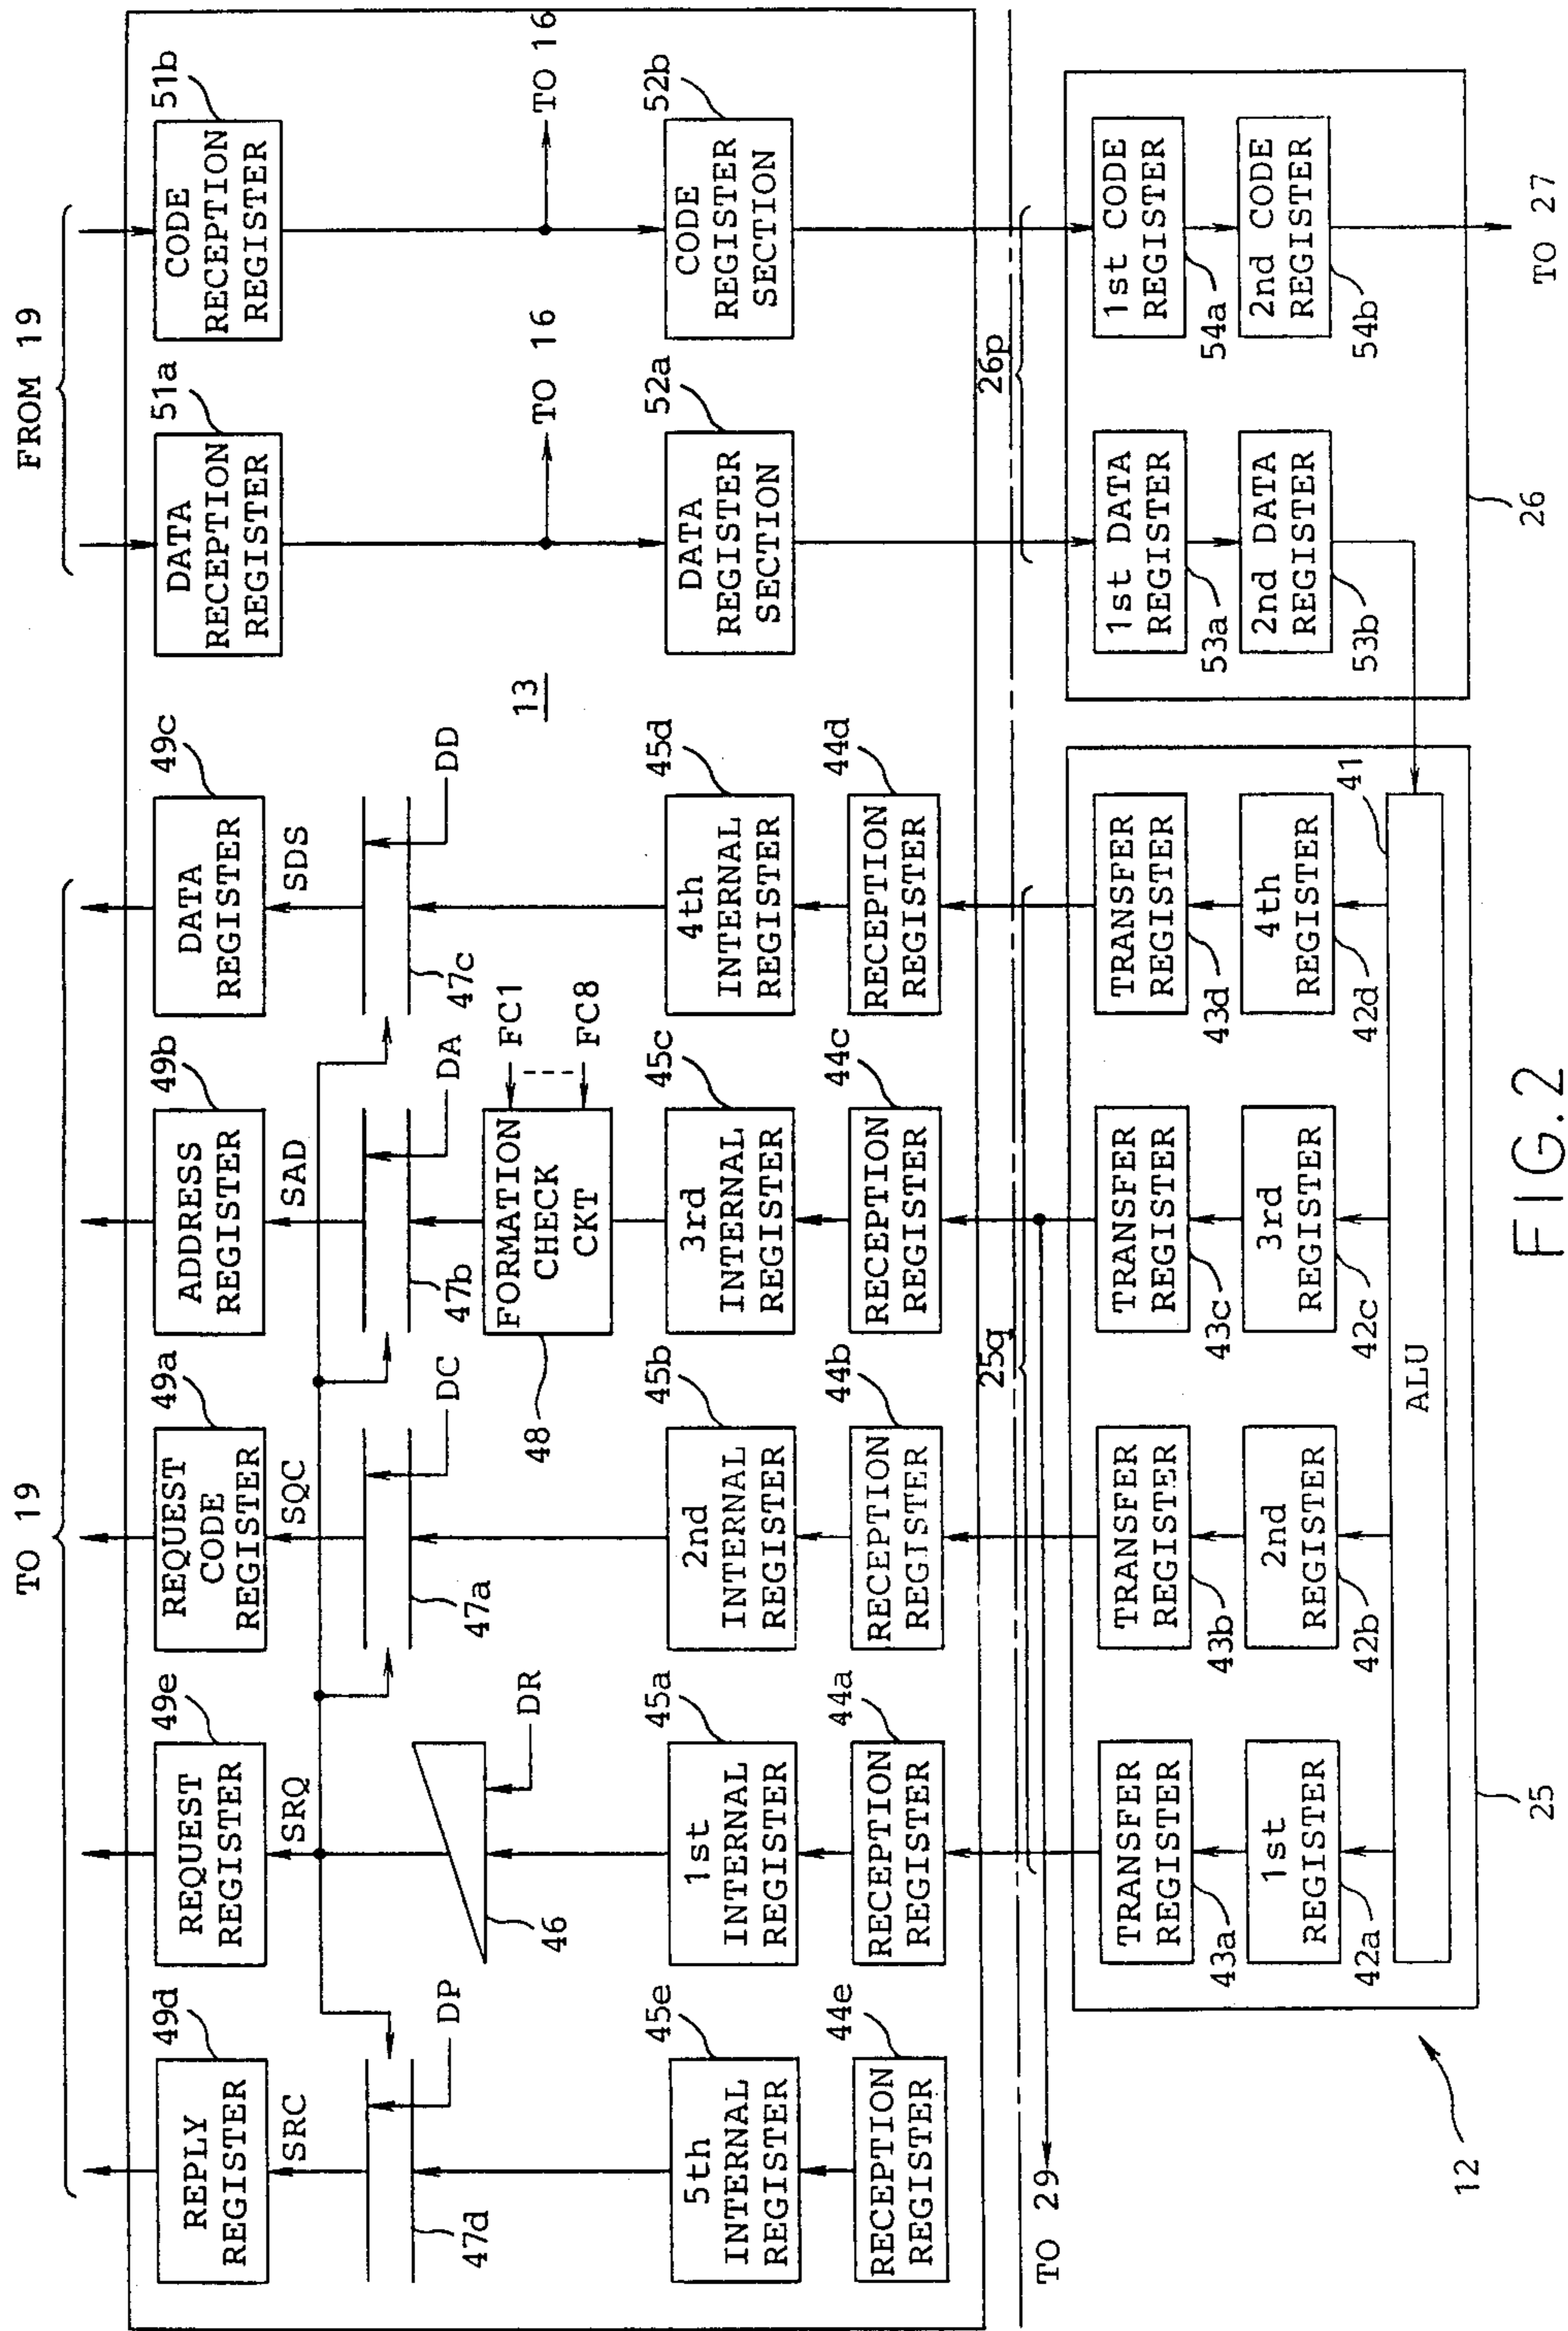 TO 19
FROM 19
REPLY
REGISTER
49d
REQUEST
REGISTER
49e
REQUEST
CODE
REGISTER
49a
ADDRESS
REGISTER
49b
DATA
REGISTER
49c
DATA
RECEPTION
REGISTER
51a
CODE
RECEPTION
REGISTER
51b
SRC
SRQ
SQC
SAD
SDS
47d
DP
46
DR
47a
DC
47b
DA
47c
DD
48
FORMATION
CHECK
CKT
FC1
FC8
13
TO 16
TO 16
5th
INTERNAL
REGISTER
45e
1st
INTERNAL
REGISTER
45a
2nd
INTERNAL
REGISTER
45b
3rd
INTERNAL
REGISTER
45c
4th
INTERNAL
REGISTER
45d
DATA
REGISTER
SECTION
52a
CODE
REGISTER
SECTION
52b
RECEPTION
REGISTER
44e
RECEPTION
REGISTER
44a
RECEPTION
REGISTER
44b
RECEPTION
REGISTER
44c
RECEPTION
REGISTER
44d
25q
26p
TO 29
TRANSFER
REGISTER
43a
TRANSFER
REGISTER
43b
TRANSFER
REGISTER
43c
TRANSFER
REGISTER
43d
1st DATA
REGISTER
53a
1st CODE
REGISTER
54a
1st
REGISTER
42a
2nd
REGISTER
42b
3rd
REGISTER
42c
4th
REGISTER
42d
2nd DATA
REGISTER
53b
2nd CODE
REGISTER
54b
ALU
41
12
25
26
TO 27
FIG.2